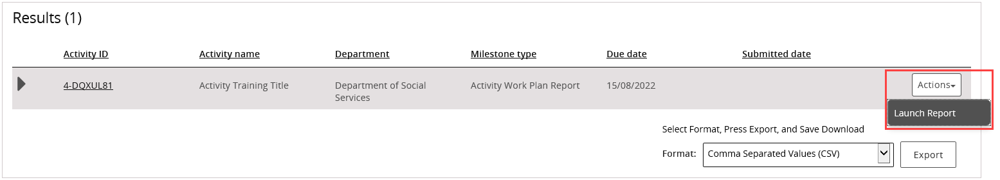 Results (1)
Activity ID Activity name Department Milestone type Due date Submitted date
4-DQXUL81 Activity Training Title Department of Social Activity Work Plan Report 15/08/2022 Actions
Services
Launch Report
Select Format, Press Export, and Save Download
Format: Comma Separated Values (CSV) Export